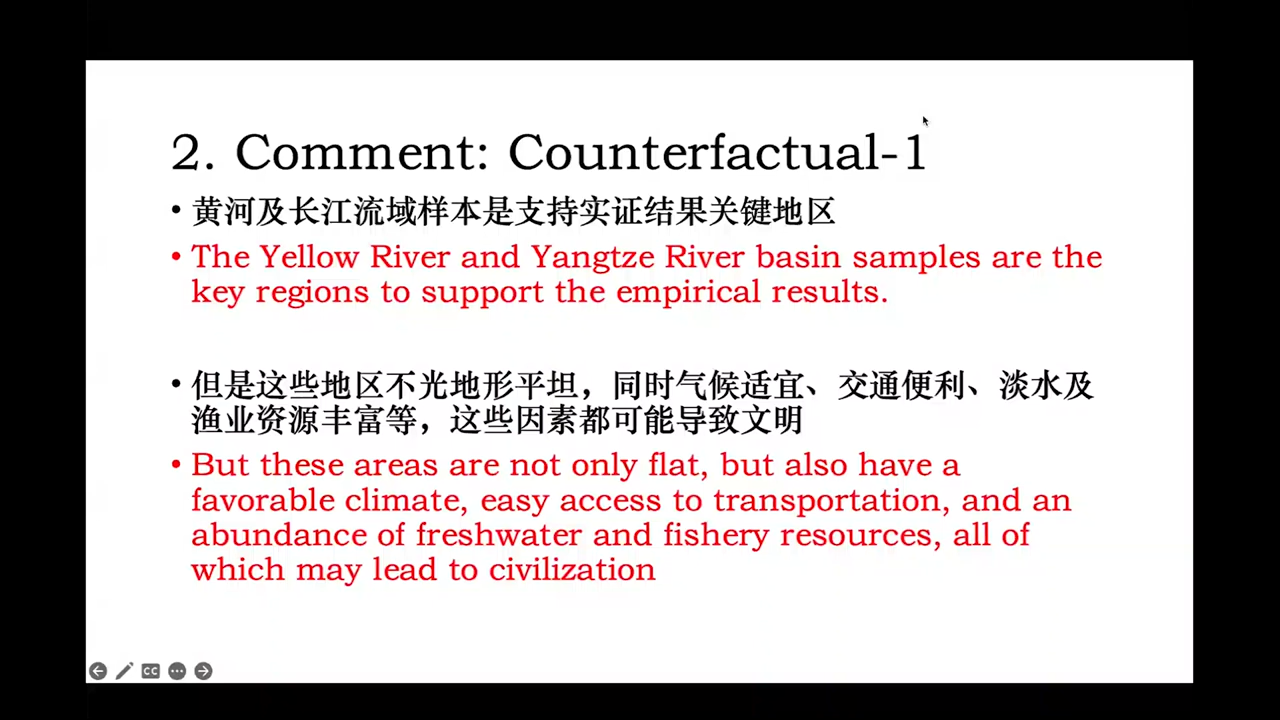 2. Comment: Counterfactual-1
• 黄河及长江流域样本是支持实证结果关键地区
• The Yellow River and Yangtze River basin samples are the
key regions to support the empirical results.
• 但是这些地区不光地形平坦，同时气候适宜、交通便利、淡水及
渔业资源丰富等，这些因素都可能导致文明
• But these areas are not only flat, but also have a
favorable climate, easy access to transportation, and an
abundance of freshwater and fishery resources, all of
which may lead to civilization
CC